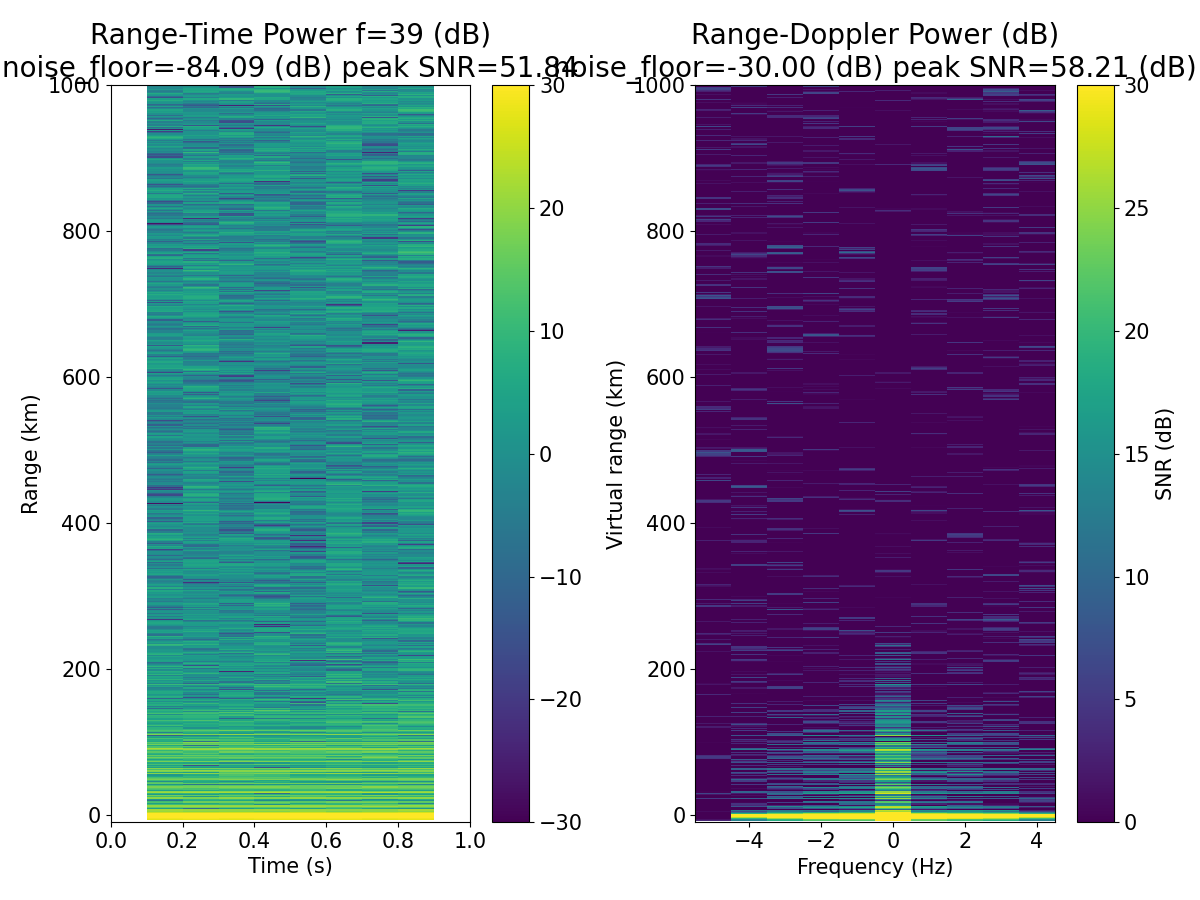 Range-Time Power f=39 (dB)
noise_floor=-84.09 (dB) peak SNR=51.84
Range-Doppler Power (dB)
noise_floor=-30.00 (dB) peak SNR=58.21 (dB)
1000
800
600
400
200
0
Range (km)
0.0 0.2 0.4 0.6 0.8 1.0
Time (s)
30
20
10
0
−10
−20
−30
1000
800
600
400
200
0
Virtual range (km)
−4 −2 0 2 4
Frequency (Hz)
30
25
20
15
10
5
0
SNR (dB)